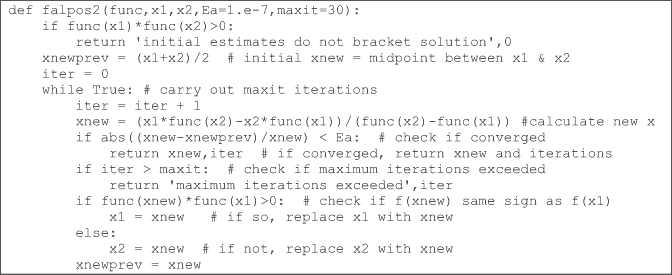 def falpos2(func,x1,x2,Ea=1.e-7,maxit=30):
    if func(x1)*func(x2)>0:
        return 'initial estimates do not bracket solution',0
    xnewprev = (x1+x2)/2  # initial xnew = midpoint between x1 & x2
    iter = 0
    while True: # carry out maxit iterations
        iter = iter + 1
        xnew = (x1*func(x2)-x2*func(x1))/(func(x2)-func(x1)) #calculate new x
        if abs((xnew-xnewprev)/xnew) < Ea:  # check if converged
            return xnew,iter  # if converged, return xnew and iterations
        if iter > maxit:  # check if maximum iterations exceeded
            return 'maximum iterations exceeded',iter
        if func(xnew)*func(x1)>0:  # check if f(xnew) same sign as f(x1)
            x1 = xnew   # if so, replace x1 with xnew
        else:
            x2 = xnew  # if not, replace x2 with xnew
        xnewprev = xnew